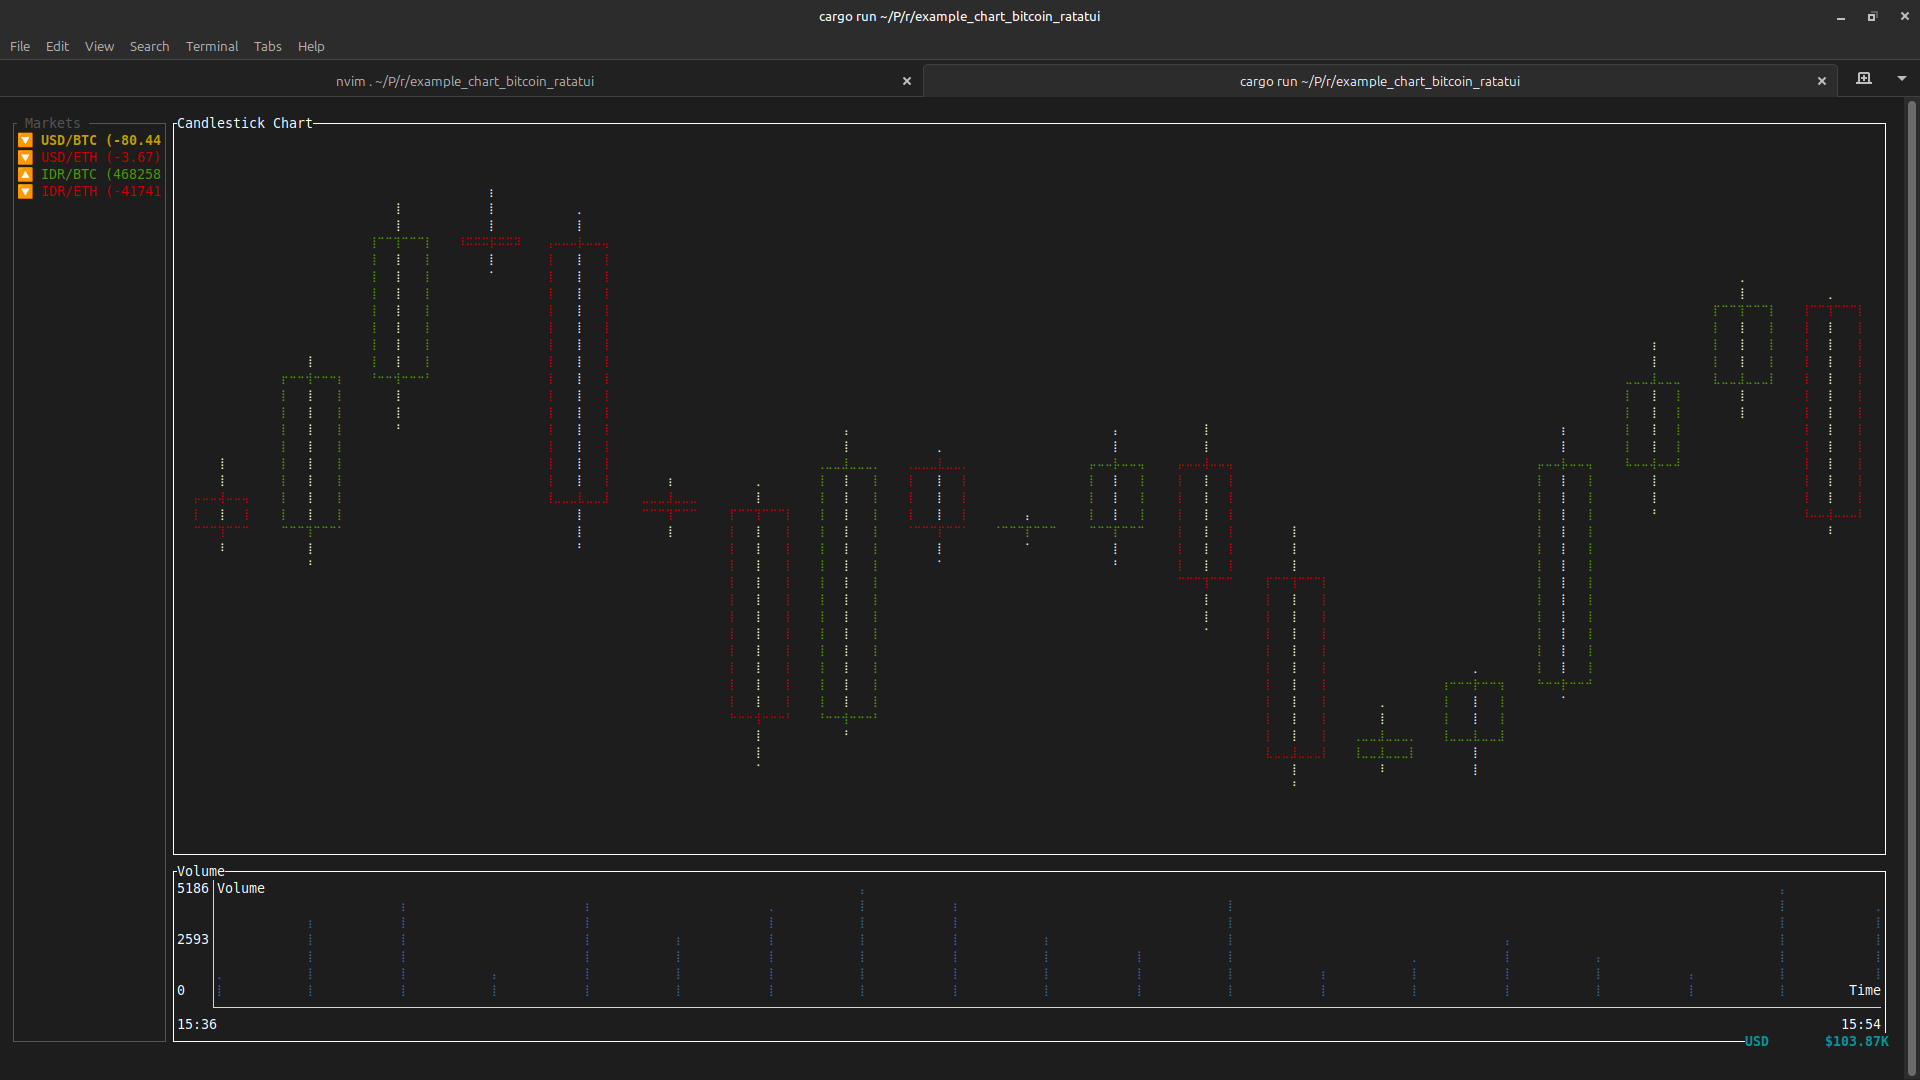 cargo run ~/P/r/example_chart_bitcoin_ratatui
File Edit View Search Terminal Tabs Help
nvim . ~/P/r/example_chart_bitcoin_ratatui
cargo run ~/P/r/example_chart_bitcoin_ratatui
Markets
USD/BTC (-80.44
USD/ETH (-3.67)
IDR/BTC (468258
IDR/ETH (-41741
Candlestick Chart
Volume
5186 Volume
2593
0
Time
15:36 15:54
USD $103.87K